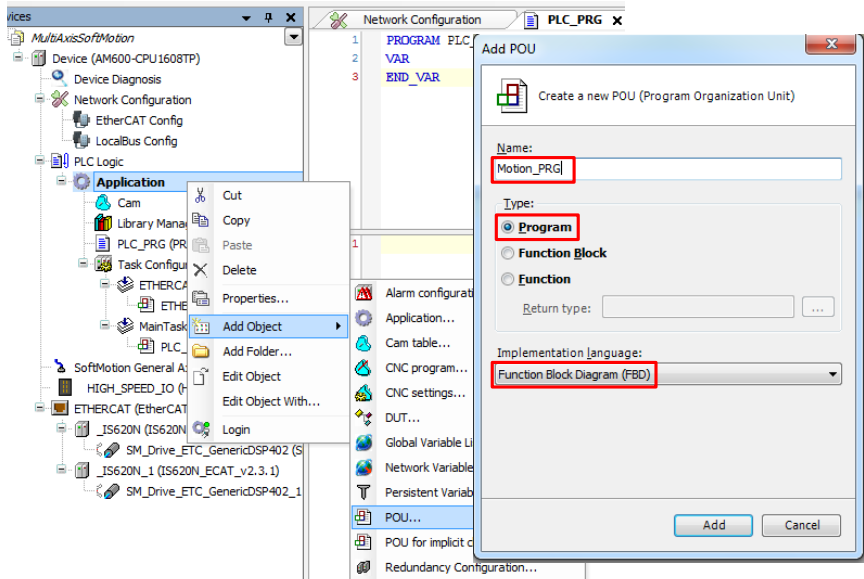 vices
MultiAxisSoftMotion
Device (AM600-CPU1608TP)
Device Diagnosis
Network Configuration
EtherCAT Config
LocalBus Config
PLC Logic
Application
Cam
Library Mana
PLC_PRG (PR
Task Configu
ETHERCA
ETHE
MainTask
PLC_
SoftMotion General A
HIGH_SPEED_IO (H
ETHERCAT (EtherCAT
_IS620N (IS620N
SM_Drive_ETC_GenericDSP402 (S
_IS620N_1 (IS620N_ECAT_v2.3.1)
SM_Drive_ETC_GenericDSP402_1
Cut
Copy
Paste
Delete
Properties...
Add Object
Add Folder...
Edit Object
Edit Object With...
Login
Network Configuration
PLC_PRG
1 PROGRAM PLC_
2 VAR
3 END_VAR
1
Alarm configurati
Application...
Cam table...
CNC program...
CNC settings...
DUT...
Global Variable Li
Network Variable
Persistent Variab
POU...
POU for implicit c
Redundancy Configuration...
Add POU
Create a new POU (Program Organization Unit)
Name:
Motion_PRG
Type:
Program
Function Block
Function
Return type:
...
Implementation language:
Function Block Diagram (FBD)
Add
Cancel